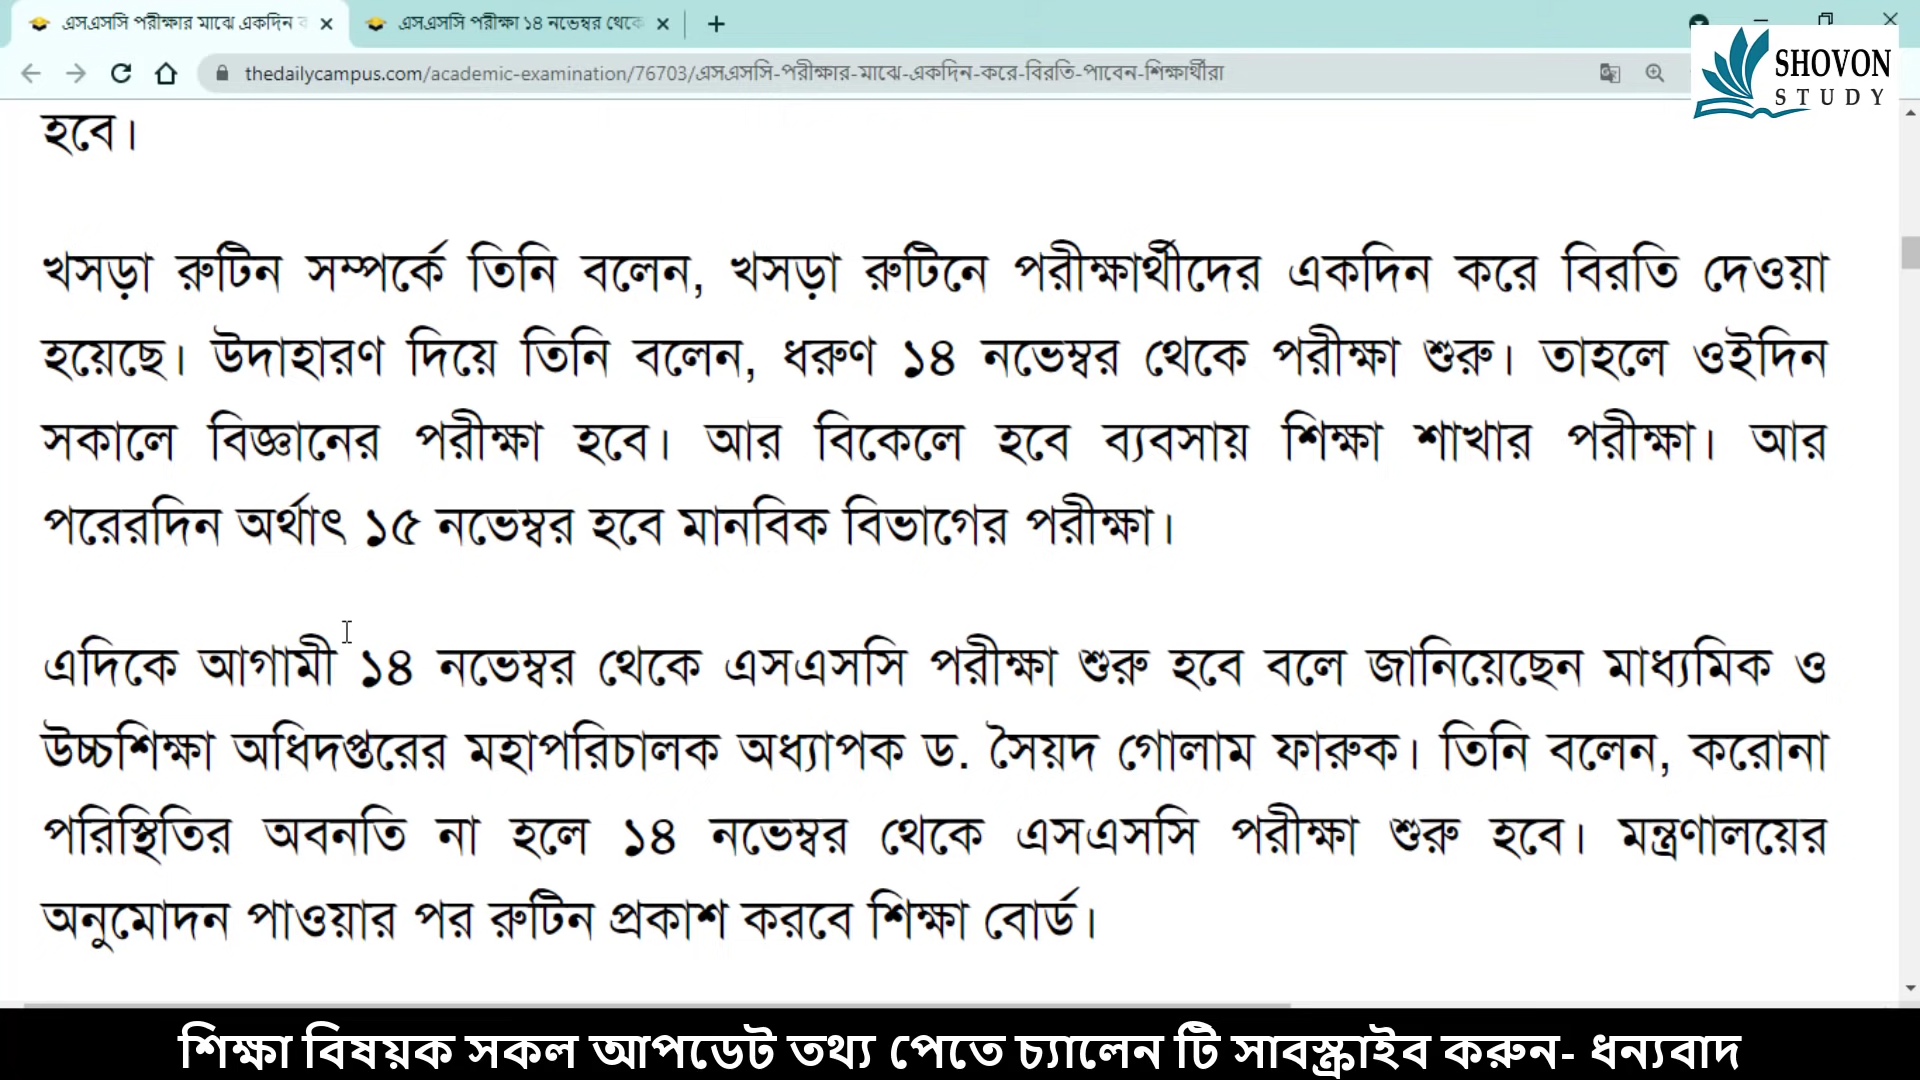 এসএসসি পরীক্ষার মাঝে একদিন
এসএসসি পরীক্ষা ১৪ নভেম্বর থেকে
thedailycampus.com/academic-examination/76703/এসএসসি-পরীক্ষার-মাঝে-একদিন-করে-বিরতি-পাবেন-শিক্ষার্থীরা
SHOVON
STUDY
হবে।
খসড়া রুটিন সম্পর্কে তিনি বলেন, খসড়া রুটিনে পরীক্ষার্থীদের একদিন করে বিরতি দেওয়া
হয়েছে। উদাহারণ দিয়ে তিনি বলেন, ধরুণ ১৪ নভেম্বর থেকে পরীক্ষা শুরু। তাহলে ওইদিন
সকালে বিজ্ঞানের পরীক্ষা হবে। আর বিকেলে হবে ব্যবসায় শিক্ষা শাখার পরীক্ষা। আর
পরেরদিন অর্থাৎ ১৫ নভেম্বর হবে মানবিক বিভাগের পরীক্ষা।
এদিকে আগামী ১৪ নভেম্বর থেকে এসএসসি পরীক্ষা শুরু হবে বলে জানিয়েছেন মাধ্যমিক ও
উচ্চশিক্ষা অধিদপ্তরের মহাপরিচালক অধ্যাপক ড. সৈয়দ গোলাম ফারুক। তিনি বলেন, করোনা
পরিস্থিতির অবনতি না হলে ১৪ নভেম্বর থেকে এসএসসি পরীক্ষা শুরু হবে। মন্ত্রণালয়ের
অনুমোদন পাওয়ার পর রুটিন প্রকাশ করবে শিক্ষা বোর্ড।
শিক্ষা বিষয়ক সকল আপডেট তথ্য পেতে চ্যালেন টি সাবস্ক্রাইব করুন- ধন্যবাদ